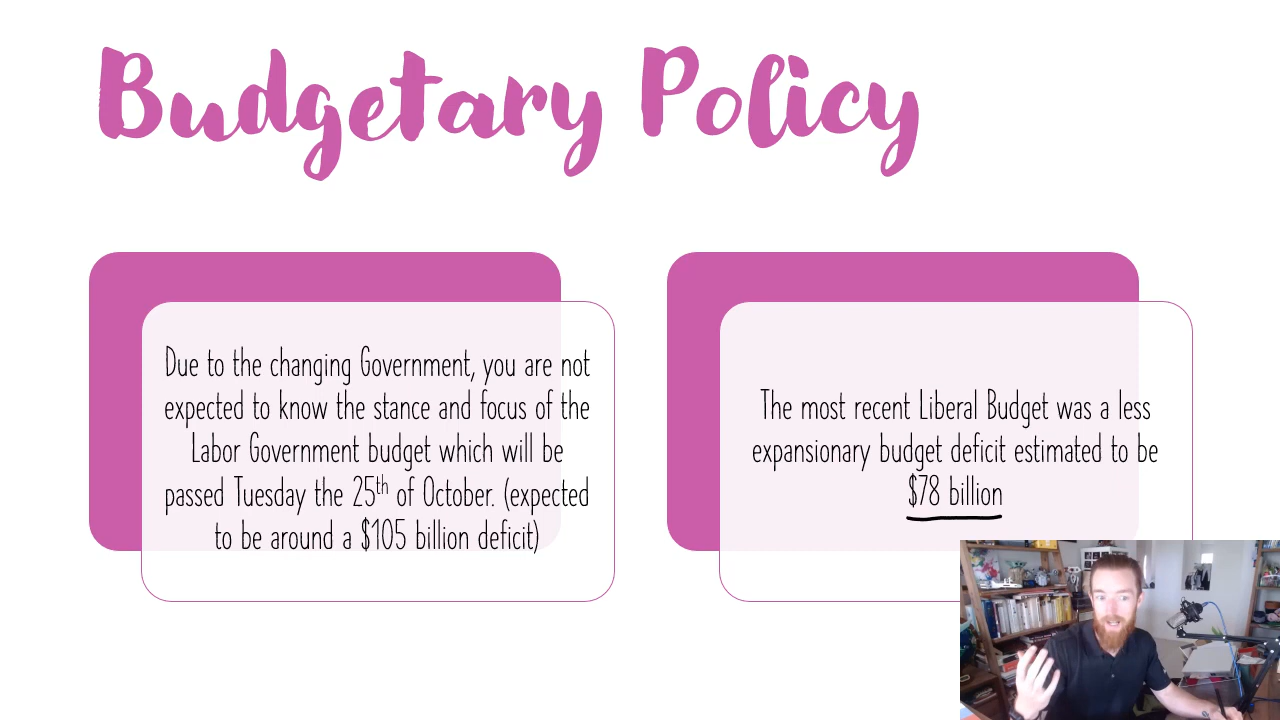 Budgetary Policy
Due to the changing Government, you are not
expected to know the stance and focus of the
Labor Government budget which will be
passed Tuesday the 25th of October. (expected
to be around a $105 billion deficit)
The most recent Liberal Budget was a less
expansionary budget deficit estimated to be
$78 billion